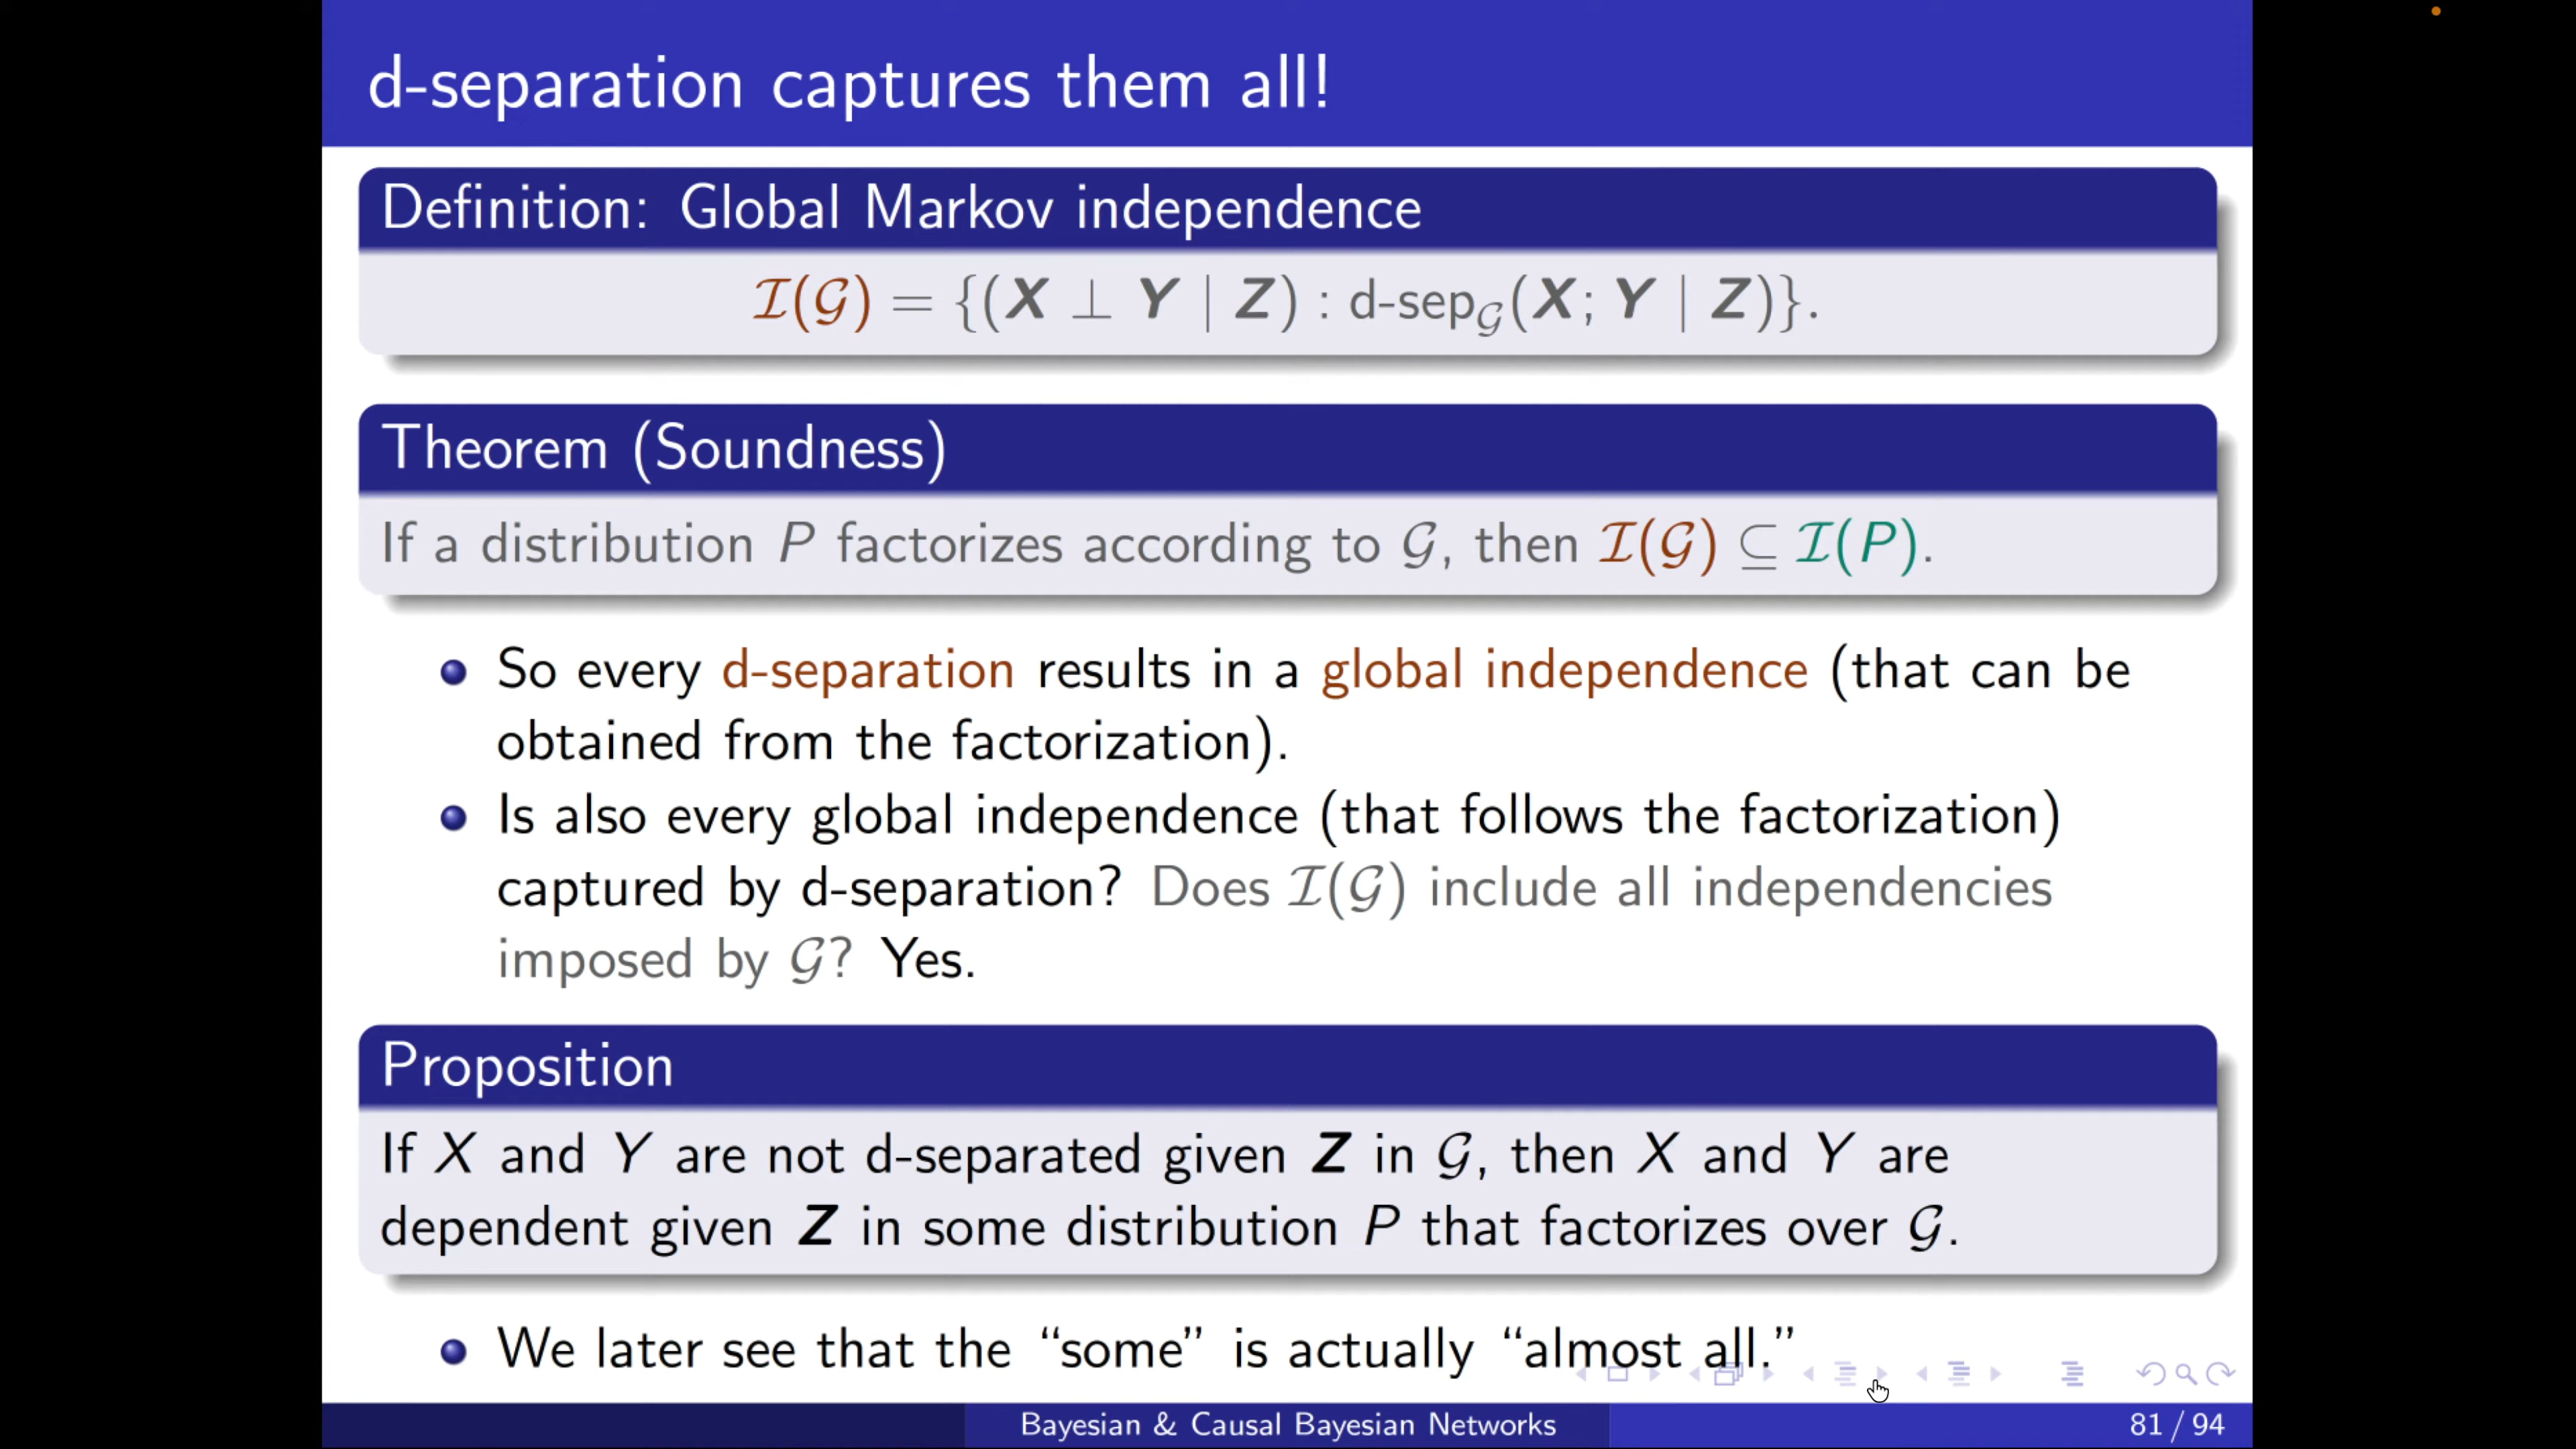 d-separation captures them all!
Definition: Global Markov independence
𝓘(𝓖) = {(𝑿 ⊥ 𝒀 | 𝒁) : d-sep_𝓖(𝑿; 𝒀 | 𝒁)}.
Theorem (Soundness)
If a distribution P factorizes according to 𝓖, then 𝓘(𝓖) ⊆ 𝓘(P).
So every d-separation results in a global independence (that can be
obtained from the factorization).
Is also every global independence (that follows the factorization)
captured by d-separation? Does 𝓘(𝓖) include all independencies
imposed by 𝓖? Yes.
Proposition
If X and Y are not d-separated given 𝒁 in 𝓖, then X and Y are
dependent given 𝒁 in some distribution P that factorizes over 𝓖.
We later see that the “some” is actually “almost all.”
Bayesian & Causal Bayesian Networks
81 / 94